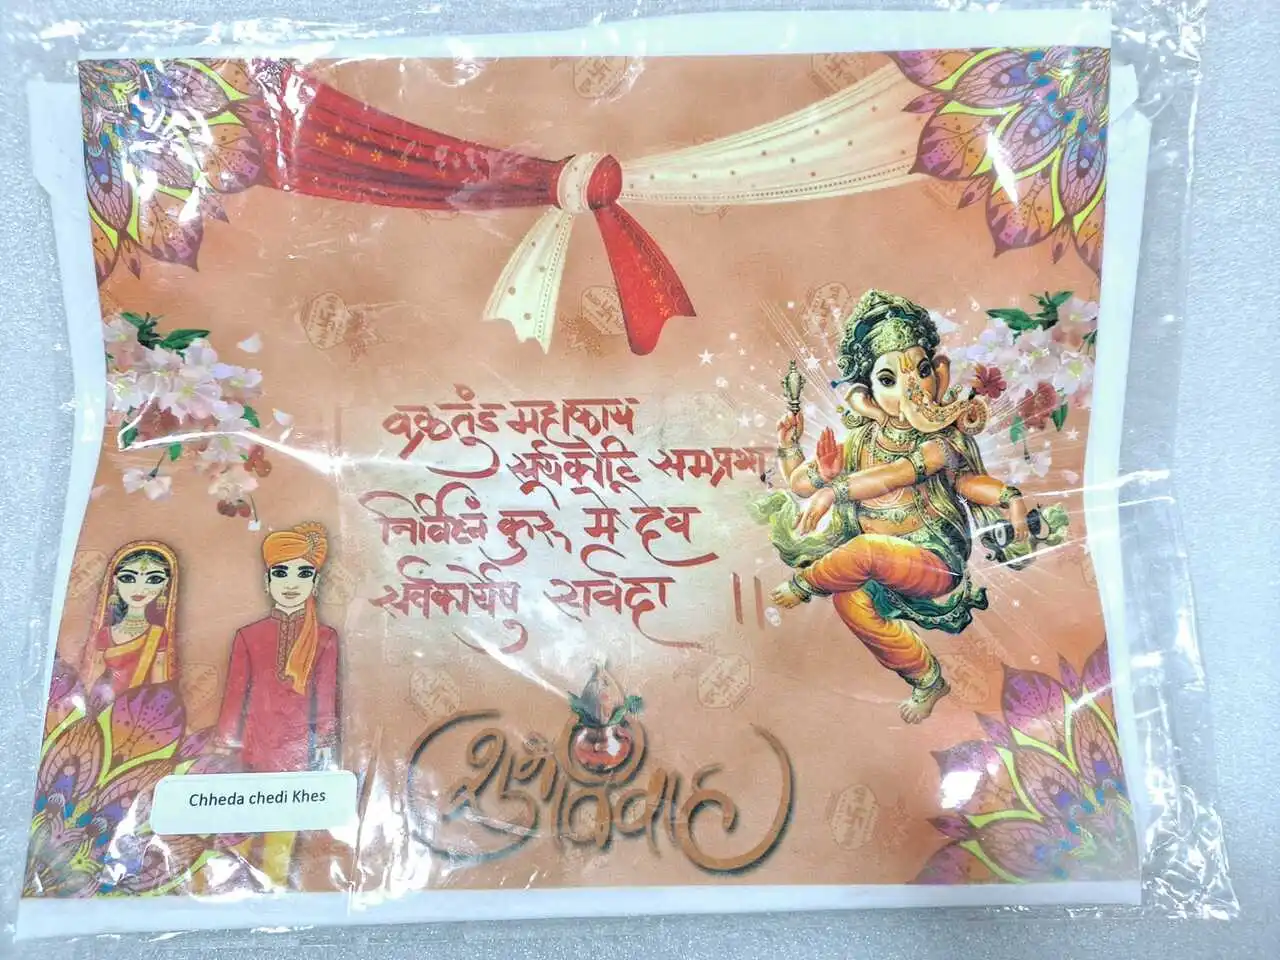 वक्रतुंड महाकाय
सूर्यकोटि समप्रभा
निर्विघ्नं कुरु मे देव
सर्वकार्येषु सर्वदा ||
शुभ विवाह
Chheda chedi Khes